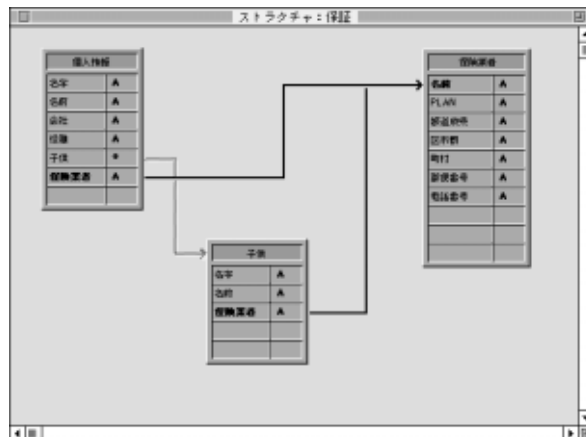 ストラクチャ：保証
個人情報
名字 A
名前 A
会社 A
役職 A
子供 *
保険業者 A
保険業者
名前 A
PLAN A
都道府県 A
区市郡 A
町村 A
郵便番号 A
電話番号 A
子供
名字 A
名前 A
保険業者 A